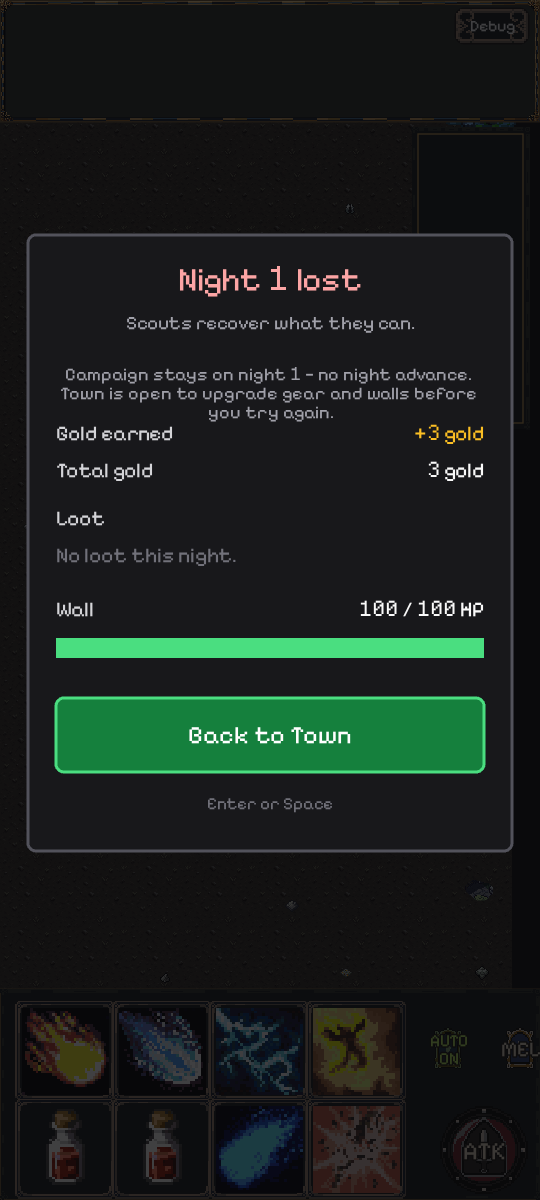 Debug
Night 1 lost
Scouts recover what they can.
Campaign stays on night 1 - no night advance.
Town is open to upgrade gear and walls before
you try again.
Gold earned +3 gold
Total gold 3 gold
Loot
No loot this night.
Wall 100 / 100 HP
Back to Town
Enter or Space
AUTO
ON
MEL
ATK